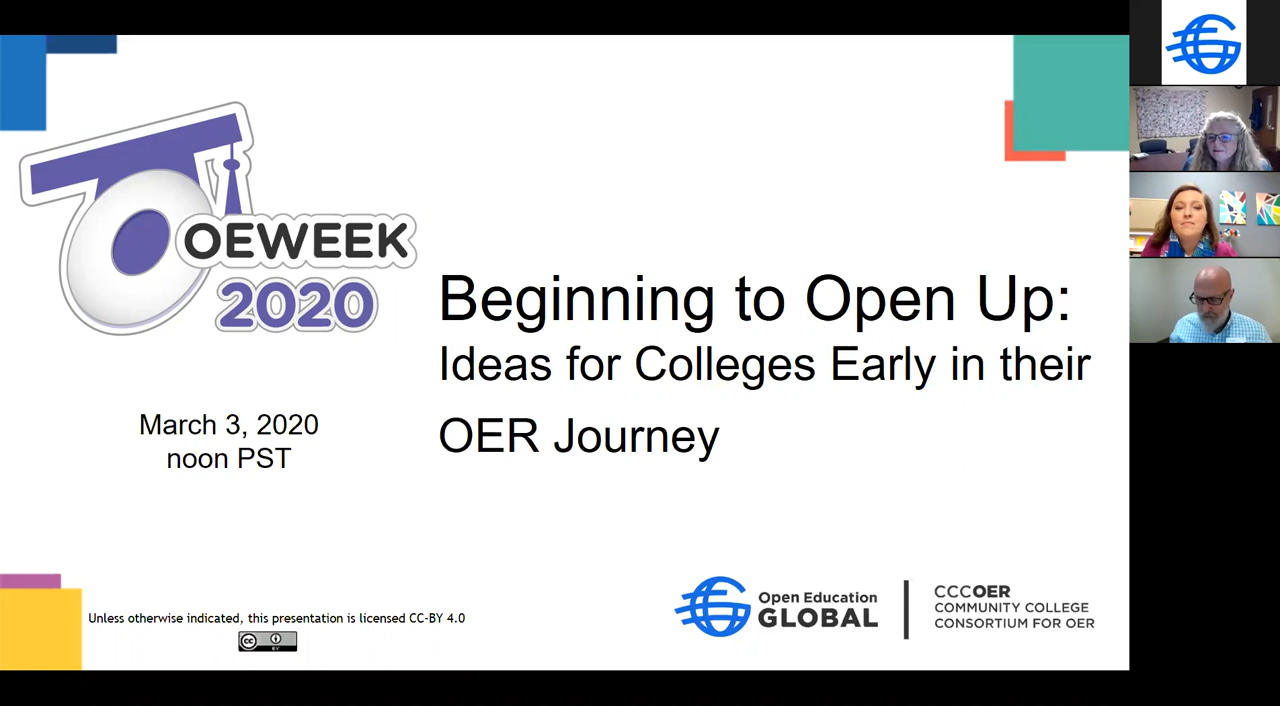 OEWEEK
2020
Beginning to Open Up:
Ideas for Colleges Early in their
OER Journey
March 3, 2020
noon PST
Unless otherwise indicated, this presentation is licensed CC-BY 4.0
CC
BY
Open Education
GLOBAL
CCCOER
COMMUNITY COLLEGE
CONSORTIUM FOR OER